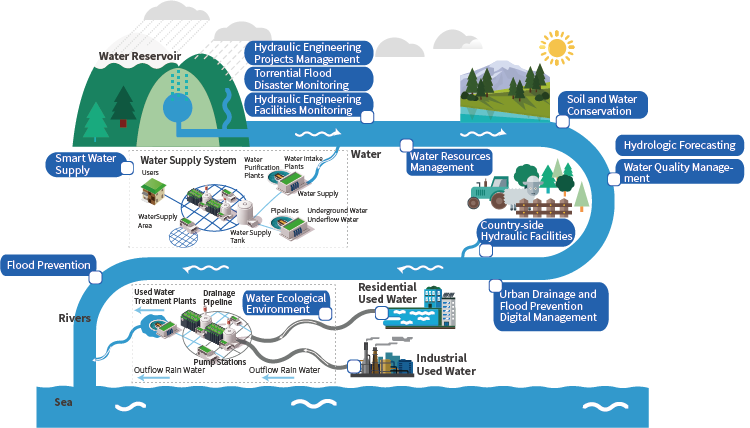 Water Reservoir
Hydraulic Engineering
Projects Management
Torrential Flood
Disaster Monitoring
Hydraulic Engineering
Facilities Monitoring
Soil and Water
Conservation
Hydrologic Forecasting
Water Quality Manage-
ment
Smart Water
Supply
Water Supply System
Users
Water
Purification
Plants
Water Intake
Plants
Water
Water Resources
Management
Water Supply
WaterSupply
Area
Pipelines
Underground Water
Underflow Water
Water Supply
Tank
Country-side
Hydraulic Facilities
Flood Prevention
Urban Drainage and
Flood Prevention
Digital Management
Rivers
Used Water
Treatment Plants
Drainage
Pipeline
Water Ecological
Environment
Residential
Used Water
Pump Stations
Outflow Rain Water
Outflow Rain Water
Industrial
Used Water
Sea